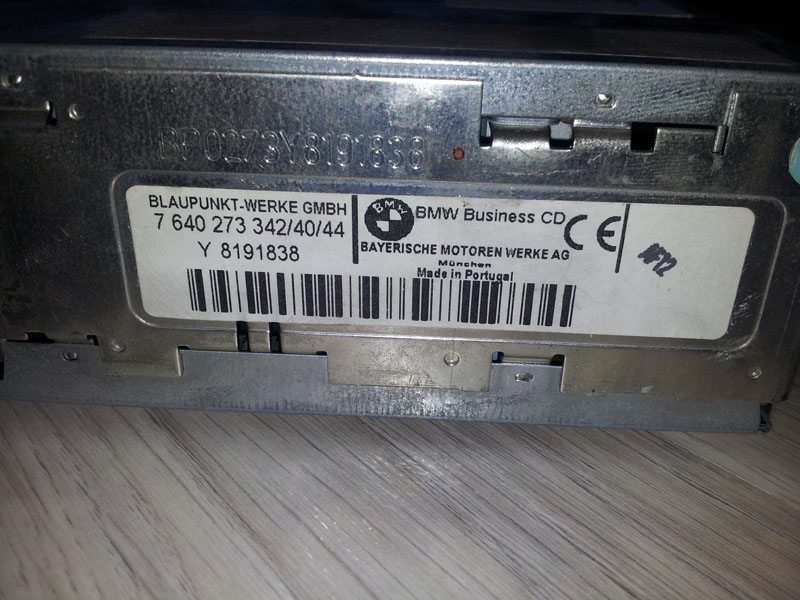 BP0273Y8191838
BLAUPUNKT-WERKE GMBH
7 640 273 342/40/44
Y 8191838
BMW
BMW Business CD
CE
BAYERISCHE MOTOREN WERKE AG
München
Made in Portugal
AF12